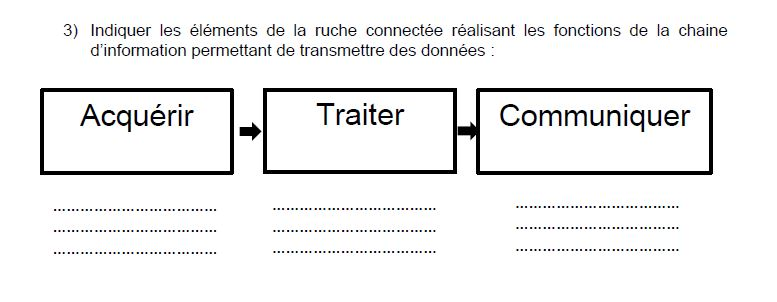 3) Indiquer les éléments de la ruche connectée réalisant les fonctions de la chaine
d'information permettant de transmettre des données :
Acquérir Traiter Communiquer
………………………………. ………………………………. ……………………………….
………………………………. ………………………………. ……………………………….
………………………………. ………………………………. ……………………………….